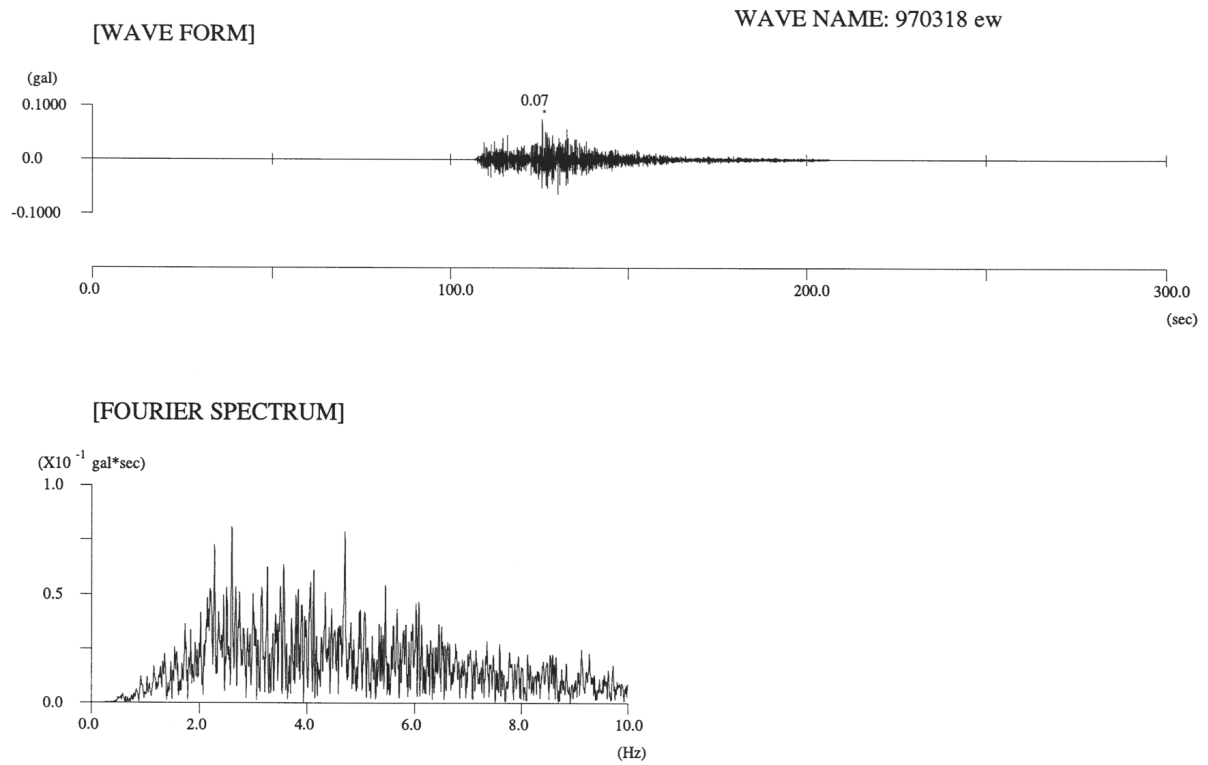 WAVE NAME: 970318 ew
[WAVE FORM]
(gal)
0.1000
0.07
*
0.0
-0.1000
0.0 100.0 200.0 300.0
(sec)
[FOURIER SPECTRUM]
(X10 -1 gal*sec)
1.0
0.5
0.0
0.0 2.0 4.0 6.0 8.0 10.0
(Hz)